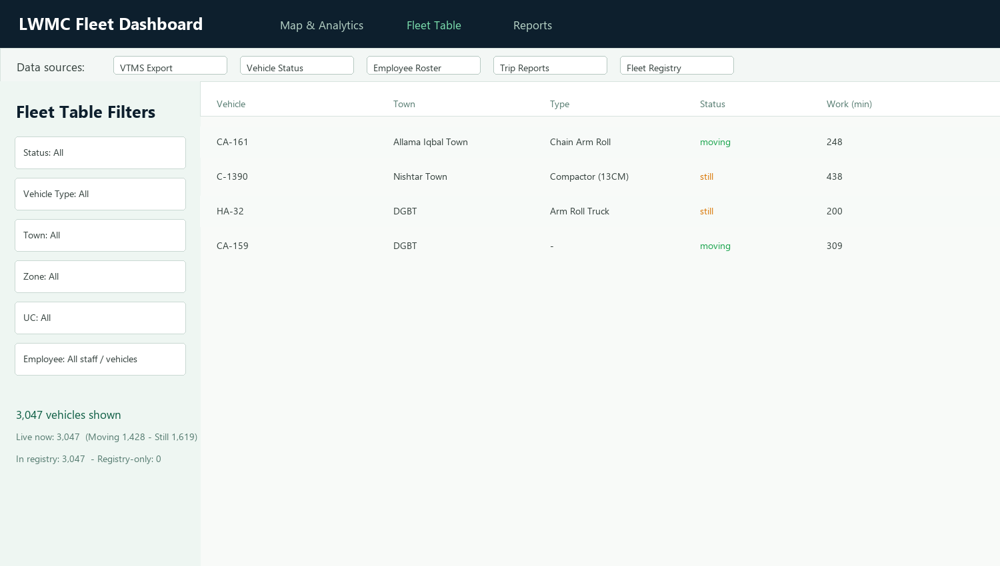 LWMC Fleet Dashboard
Map & Analytics
Fleet Table
Reports
Data sources:
VTMS Export
Vehicle Status
Employee Roster
Trip Reports
Fleet Registry
Fleet Table Filters
Status: All
Vehicle Type: All
Town: All
Zone: All
UC: All
Employee: All staff / vehicles
3,047 vehicles shown
Live now: 3,047 (Moving 1,428 - Still 1,619)
In registry: 3,047 - Registry-only: 0
Vehicle Town Type Status Work (min)
CA-161 Allama Iqbal Town Chain Arm Roll moving 248
C-1390 Nishtar Town Compactor (13CM) still 438
HA-32 DGBT Arm Roll Truck still 200
CA-159 DGBT - moving 309